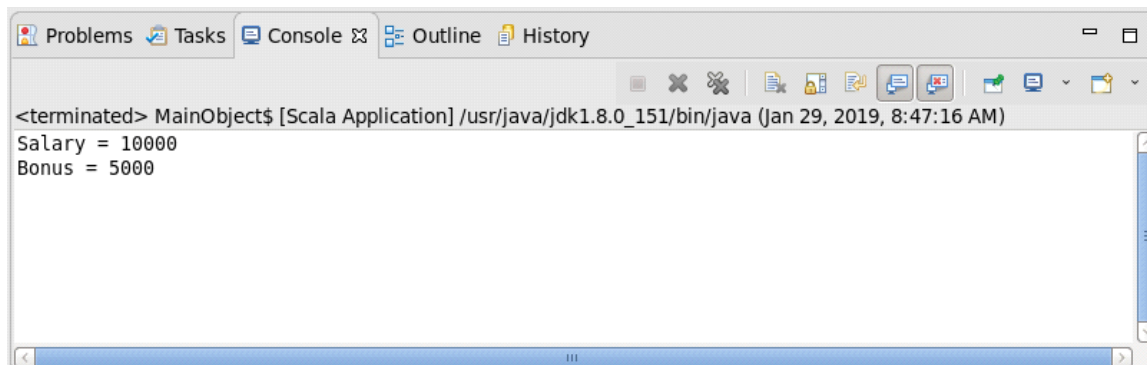 Problems Tasks Console Outline History
<terminated> MainObject$ [Scala Application] /usr/java/jdk1.8.0_151/bin/java (Jan 29, 2019, 8:47:16 AM)
Salary = 10000
Bonus = 5000